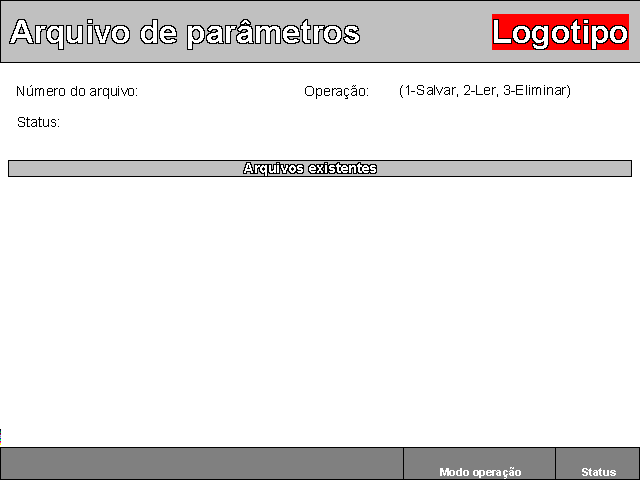 Arquivo de parâmetros Logotipo
Número do arquivo: Operação: (1-Salvar, 2-Ler, 3-Eliminar)
Status:
Arquivos existentes
Modo operação Status